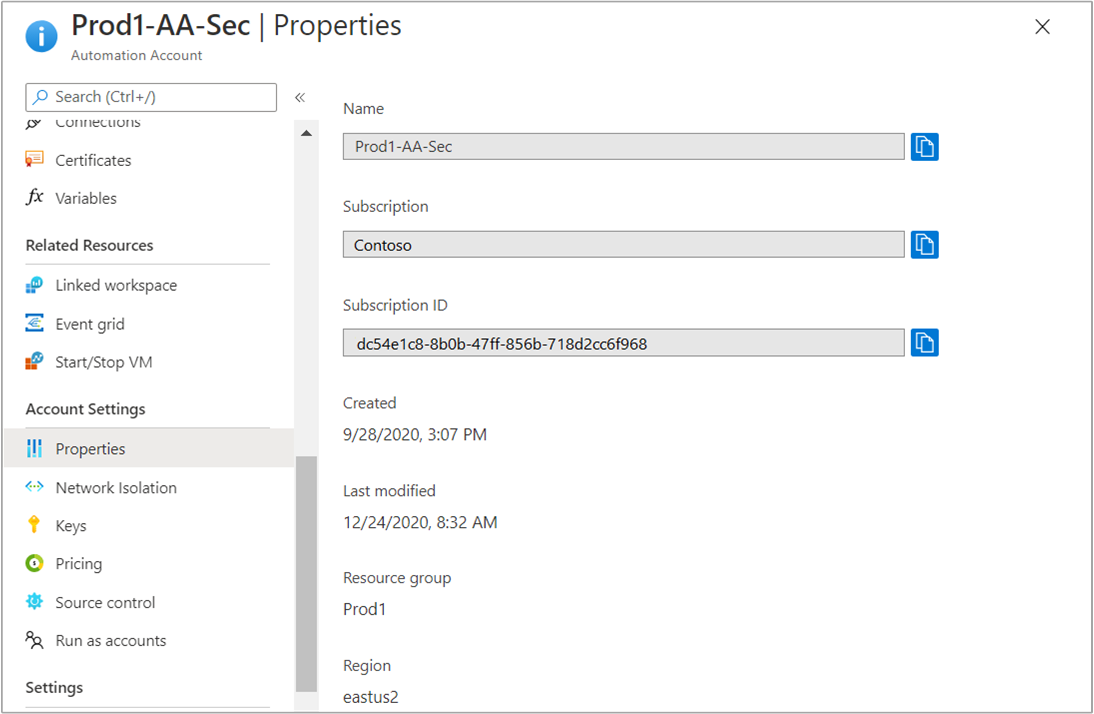 Prod1-AA-Sec | Properties
Automation Account
Search (Ctrl+/)
«
Connections
Certificates
Variables
Related Resources
Linked workspace
Event grid
Start/Stop VM
Account Settings
Properties
Network Isolation
Keys
Pricing
Source control
Run as accounts
Settings
Name
Prod1-AA-Sec
Subscription
Contoso
Subscription ID
dc54e1c8-8b0b-47ff-856b-718d2cc6f968
Created
9/28/2020, 3:07 PM
Last modified
12/24/2020, 8:32 AM
Resource group
Prod1
Region
eastus2